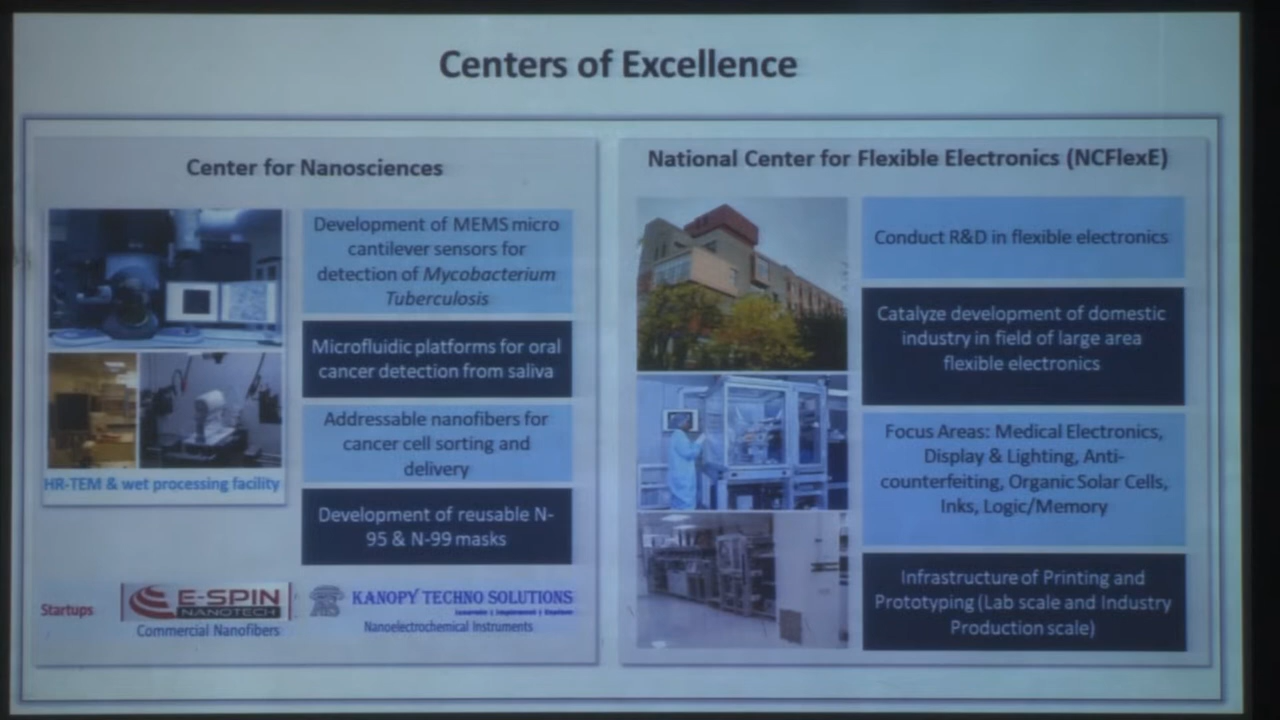 Centers of Excellence
Center for Nanosciences
Development of MEMS micro
cantilever sensors for
detection of Mycobacterium
Tuberculosis
Microfluidic platforms for oral
cancer detection from saliva
Addressable nanofibers for
cancer cell sorting and
delivery
Development of reusable N-
95 & N-99 masks
HR-TEM & wet processing facility
Startups
E-SPIN
NANOTECH
Commercial Nanofibers
KANOPY TECHNO SOLUTIONS
Nanoelectrochemical Instruments
National Center for Flexible Electronics (NCFlexE)
Conduct R&D in flexible electronics
Catalyze development of domestic
industry in field of large area
flexible electronics
Focus Areas: Medical Electronics,
Display & Lighting, Anti-
counterfeiting, Organic Solar Cells,
Inks, Logic/Memory
Infrastructure of Printing and
Prototyping (Lab scale and Industry
Production scale)